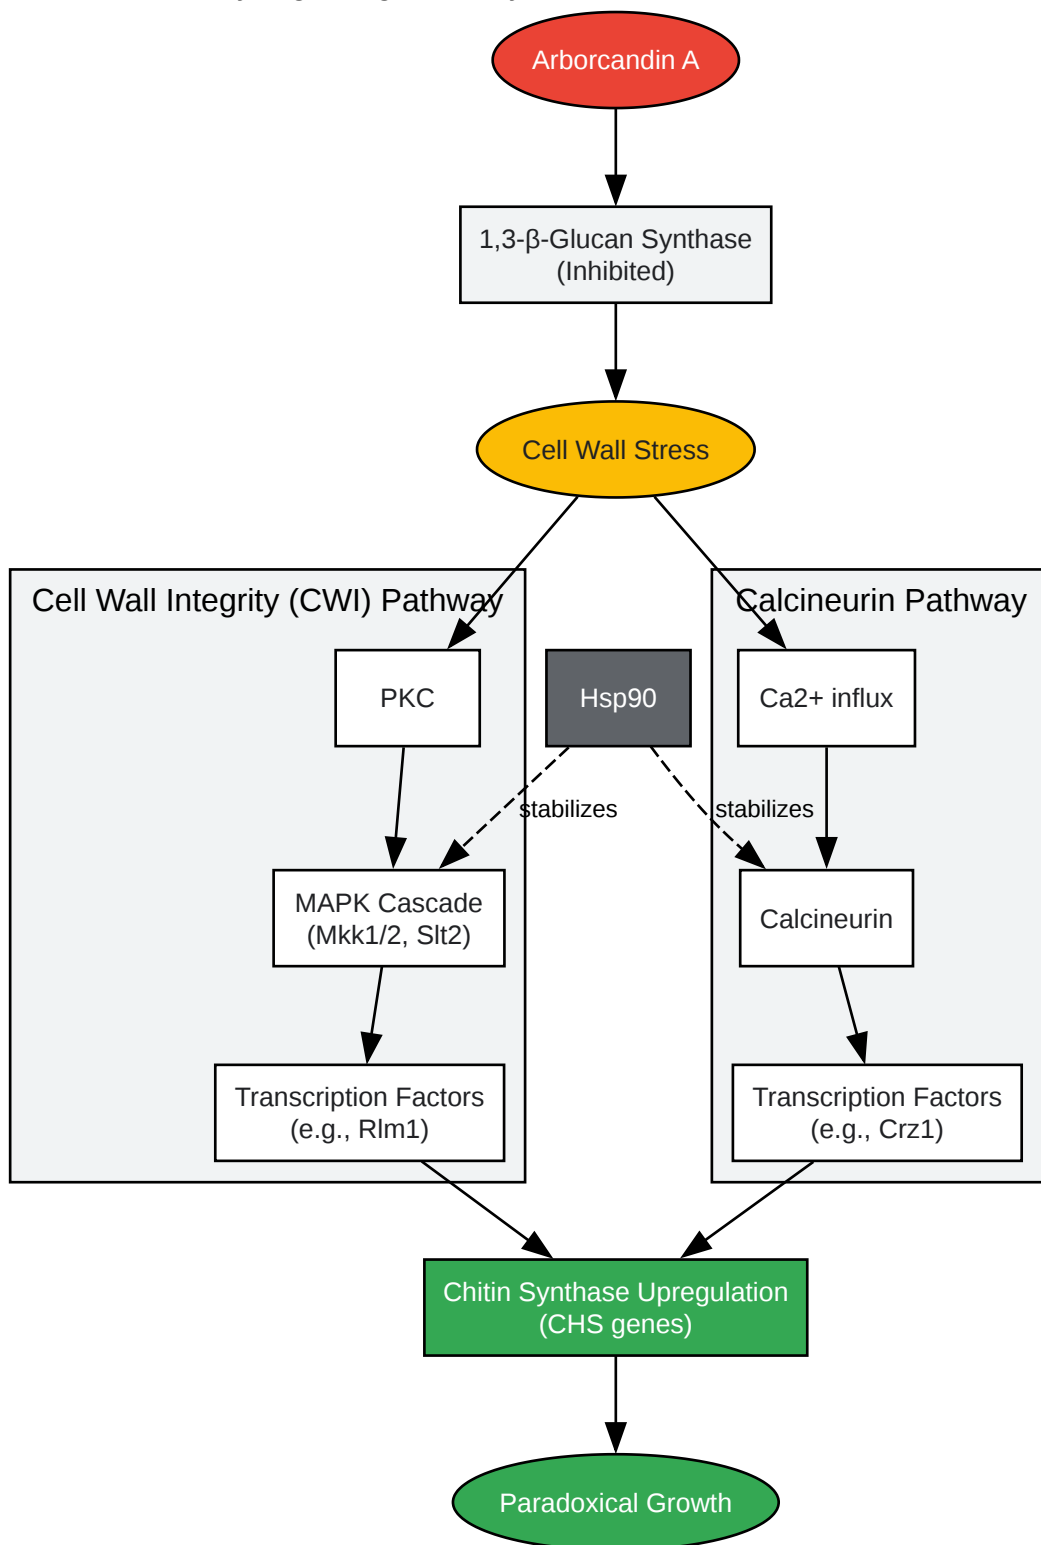 Arborcandin A
1,3-β-Glucan Synthase
(Inhibited)
Cell Wall Stress
Cell Wall Integrity (CWI) Pathway
Calcineurin Pathway
PKC
Hsp90
Ca2+ influx
stabilizes
stabilizes
MAPK Cascade
(Mkk1/2, Slt2)
Calcineurin
Transcription Factors
(e.g., Rlm1)
Transcription Factors
(e.g., Crz1)
Chitin Synthase Upregulation
(CHS genes)
Paradoxical Growth